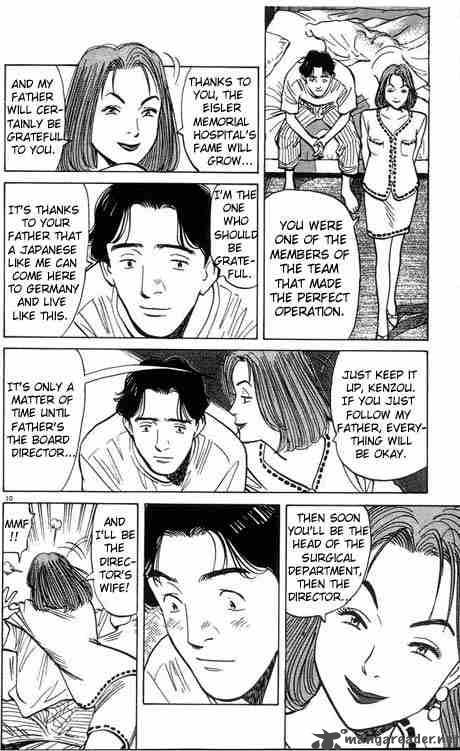 YOU WERE
ONE OF THE
MEMBERS OF
THE TEAM
THAT MADE
THE PERFECT
OPERATION.
THANKS TO
YOU, THE
EISLER
MEMORIAL
HOSPITAL'S
FAME WILL
GROW...
AND MY
FATHER
WILL CER-
TAINLY BE
GRATEFUL
TO YOU.
I'M THE
ONE
WHO
SHOULD
BE
GRATE-
FUL.
IT'S THANKS
TO YOUR
FATHER THAT
A JAPANESE
LIKE ME CAN
COME HERE
TO GERMANY
AND LIVE
LIKE THIS.
JUST KEEP IT
UP, KENZOU.
IF YOU JUST
FOLLOW MY
FATHER, EVERY-
THING WILL
BE OKAY.
IT'S ONLY A
MATTER OF
TIME UNTIL
FATHER'S
THE BOARD
DIRECTOR...
10
THEN SOON
YOU'LL BE THE
HEAD OF THE
SURGICAL
DEPARTMENT,
THEN THE
DIRECTOR...
AND
I'LL BE
THE
DIREC-
TOR'S
WIFE!
MMF
!!
mangareader.net